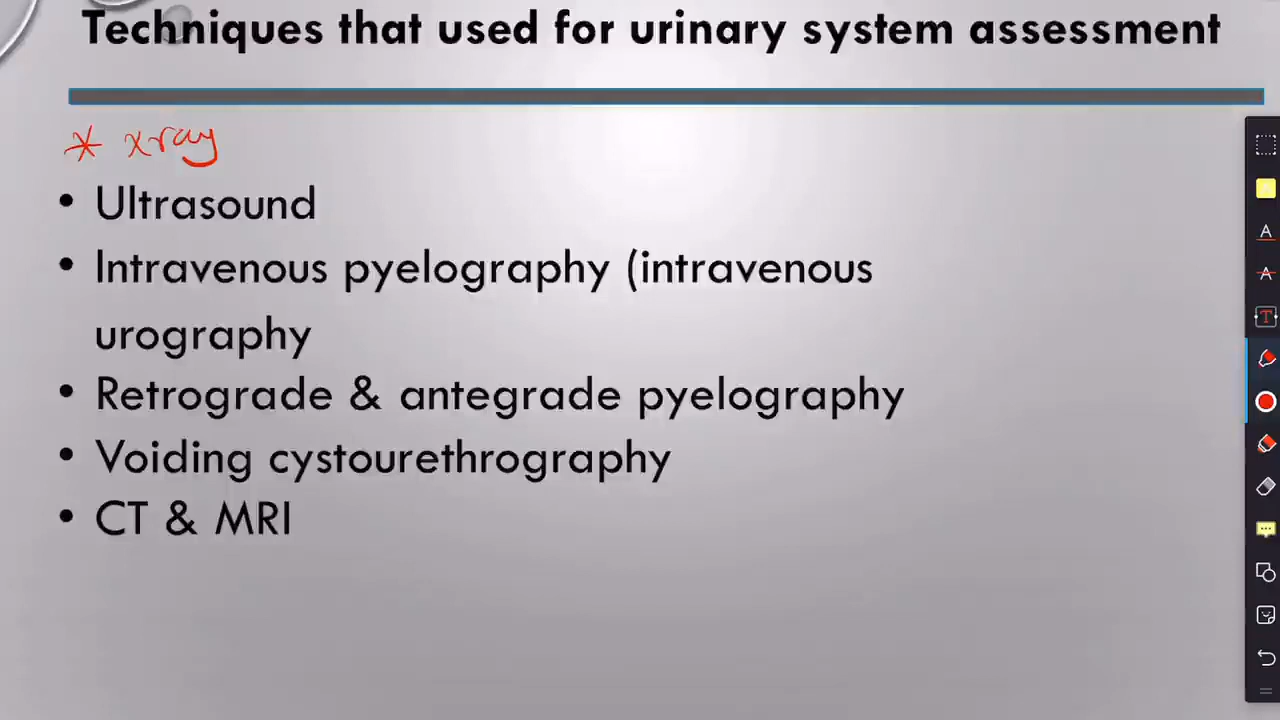 Techniques that used for urinary system assessment
* xray
• Ultrasound
• Intravenous pyelography (intravenous
urography
• Retrograde & antegrade pyelography
• Voiding cystourethrography
• CT & MRI